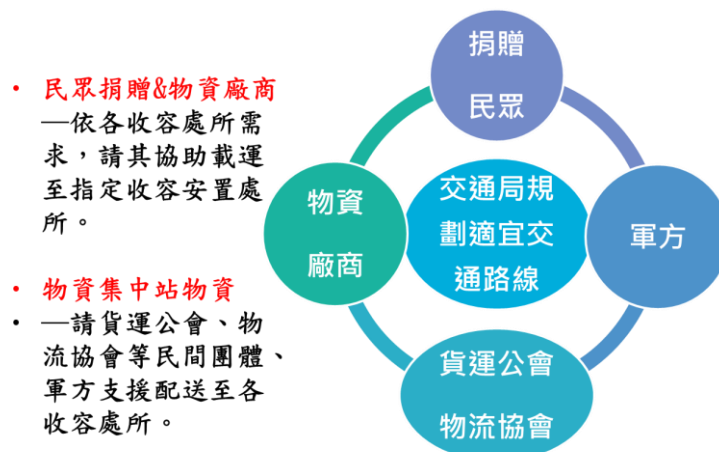 • 民眾捐贈&物資廠商
—依各收容處所需
求，請其協助載運
至指定收容安置處
所。
• 物資集中站物資
• —請貨運公會、物
流協會等民間團體、
軍方支援配送至各
收容處所。
捐贈
民眾
物資
廠商
交通局規
劃適宜交
通路線
軍方
貨運公會
物流協會